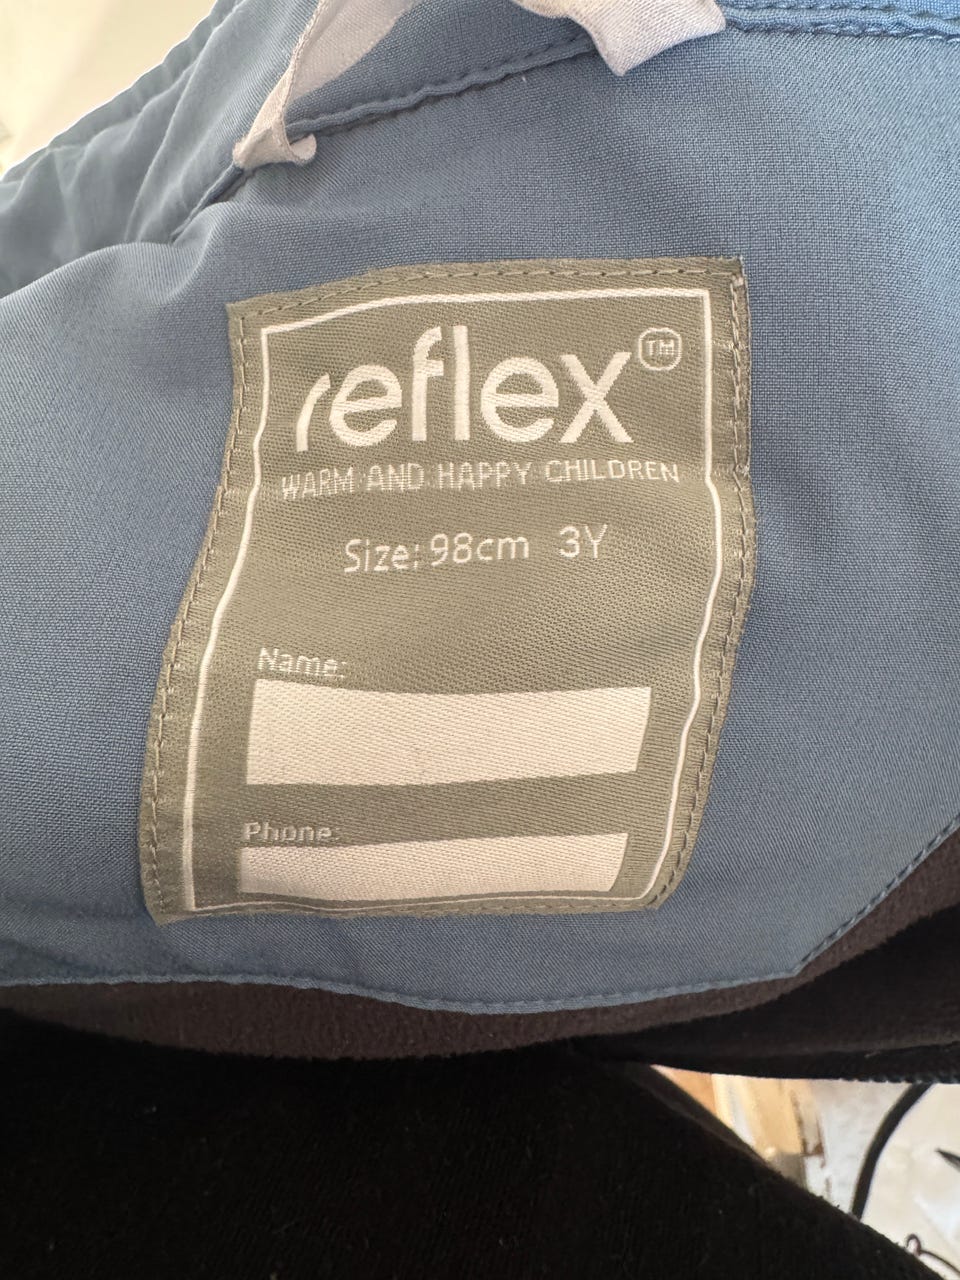 reflex™
WARM AND HAPPY CHILDREN
Size: 98cm 3Y
Name:
Phone: